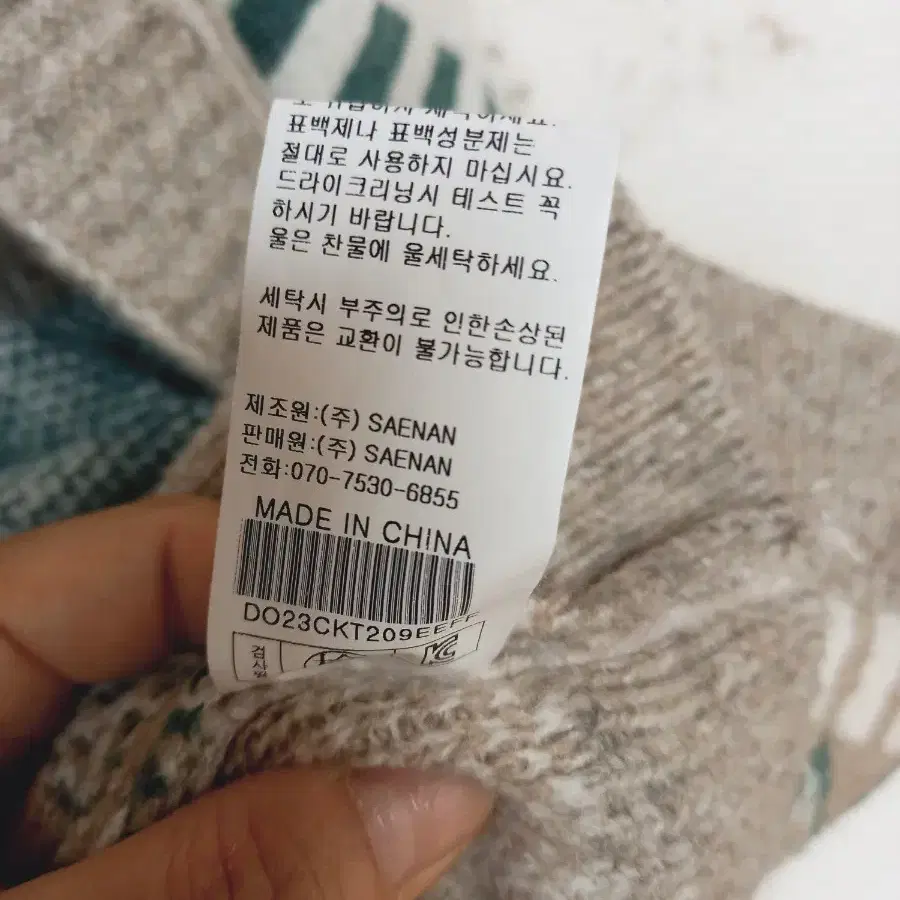 표백제나 표백성분제는
절대로 사용하지 마십시요.
드라이크리닝시 테스트 꼭
하시기 바랍니다.
울은 찬물에 울세탁하세요.
세탁시 부주의로 인한손상된
제품은 교환이 불가능합니다.
제조원:(주) SAENAN
판매원:(주) SAENAN
전화:070-7530-6855
MADE IN CHINA
DO23CKT209EEFF
검사필